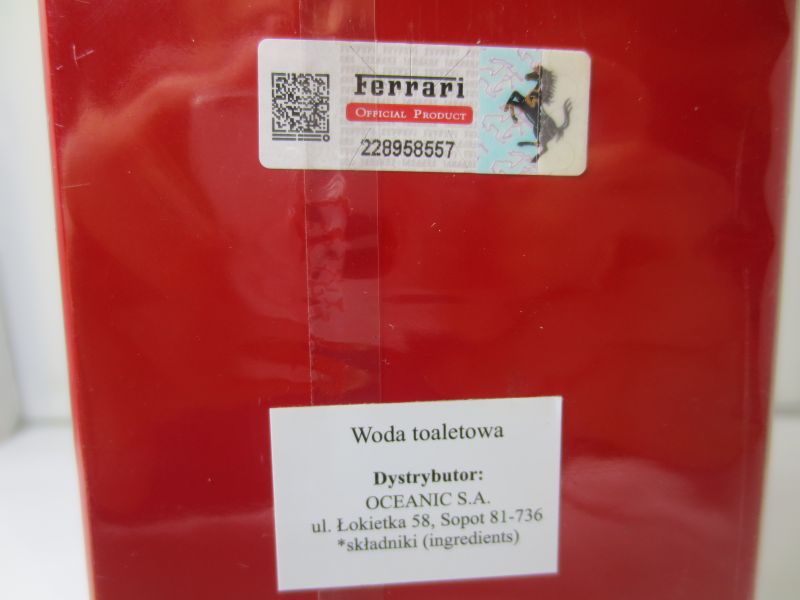 Ferrari
OFFICIAL PRODUCT
228958557
Woda toaletowa
Dystrybutor:
OCEANIC S.A.
ul. Łokietka 58, Sopot 81-736
*składniki (ingredients)